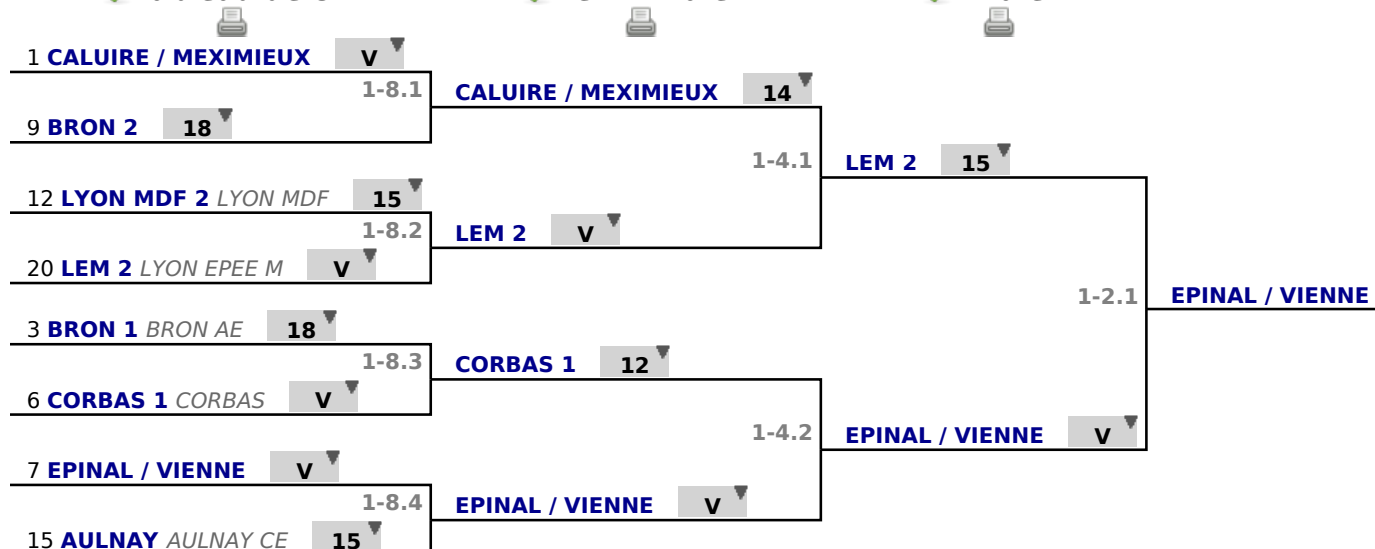 1 CALUIRE / MEXIMIEUX V
1-8.1
CALUIRE / MEXIMIEUX 14
9 BRON 2 18
1-4.1
LEM 2 15
12 LYON MDF 2 LYON MDF 15
1-8.2
LEM 2 V
20 LEM 2 LYON EPEE M V
1-2.1
EPINAL / VIENNE
3 BRON 1 BRON AE 18
1-8.3
CORBAS 1 12
6 CORBAS 1 CORBAS V
1-4.2
EPINAL / VIENNE V
7 EPINAL / VIENNE V
1-8.4
EPINAL / VIENNE V
15 AULNAY AULNAY CE 15